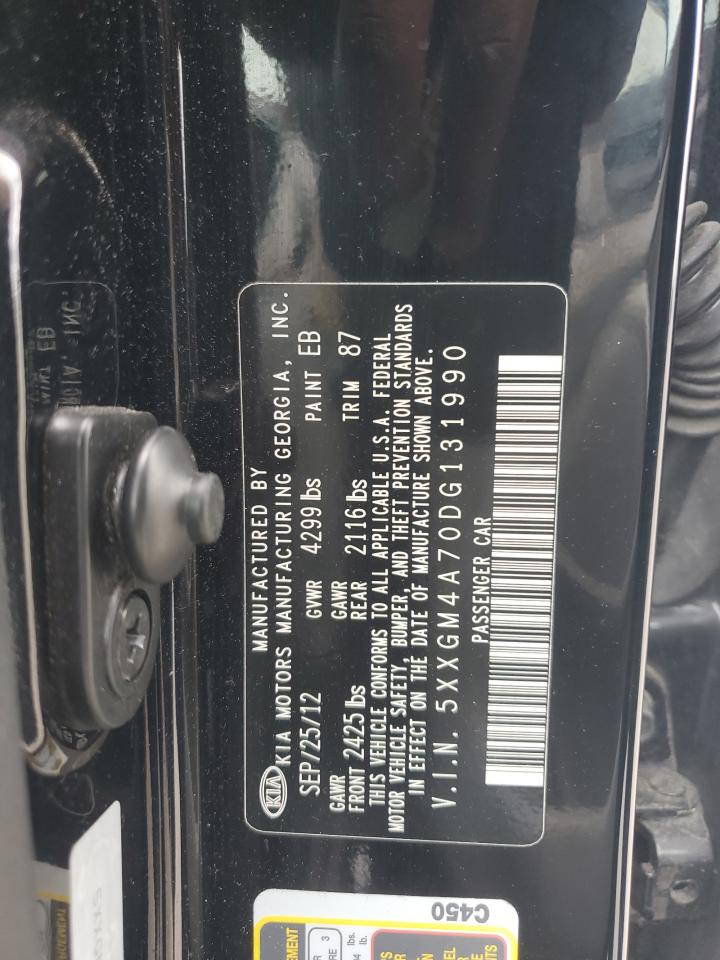 MANUFACTURED BY
KIA KIA MOTORS MANUFACTURING GEORGIA, INC.
SEP/25/12 GVWR 4299 lbs PAINT EB
GAWR FRONT 2425 lbs GAWR REAR 2116 lbs TRIM 87
THIS VEHICLE CONFORMS TO ALL APPLICABLE U.S.A. FEDERAL
MOTOR VEHICLE SAFETY, BUMPER, AND THEFT PREVENTION STANDARDS
IN EFFECT ON THE DATE OF MANUFACTURE SHOWN ABOVE.
V.I.N. 5XXGM4A70DG131990
PASSENGER CAR
C450